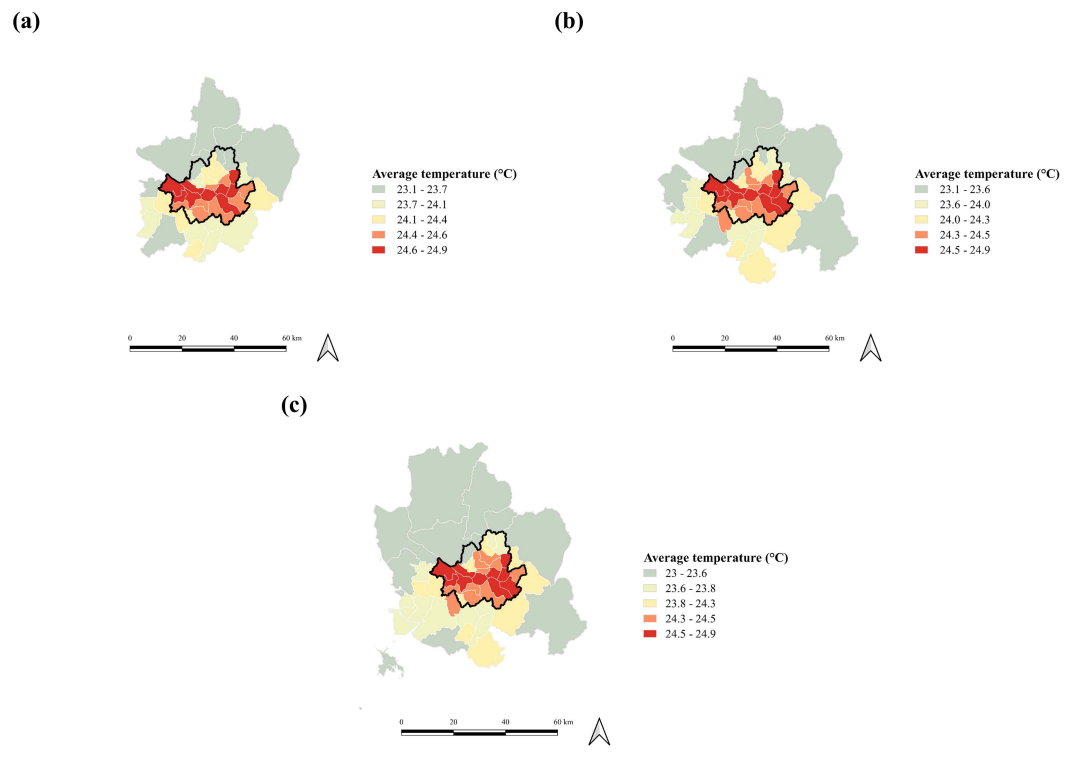 (a)
Average temperature (°C)
23.1 - 23.7
23.7 - 24.1
24.1 - 24.4
24.4 - 24.6
24.6 - 24.9
0 20 40 60 km
(b)
Average temperature (°C)
23.1 - 23.6
23.6 - 24.0
24.0 - 24.3
24.3 - 24.5
24.5 - 24.9
0 20 40 60 km
(c)
Average temperature (°C)
23 - 23.6
23.6 - 23.8
23.8 - 24.3
24.3 - 24.5
24.5 - 24.9
0 20 40 60 km